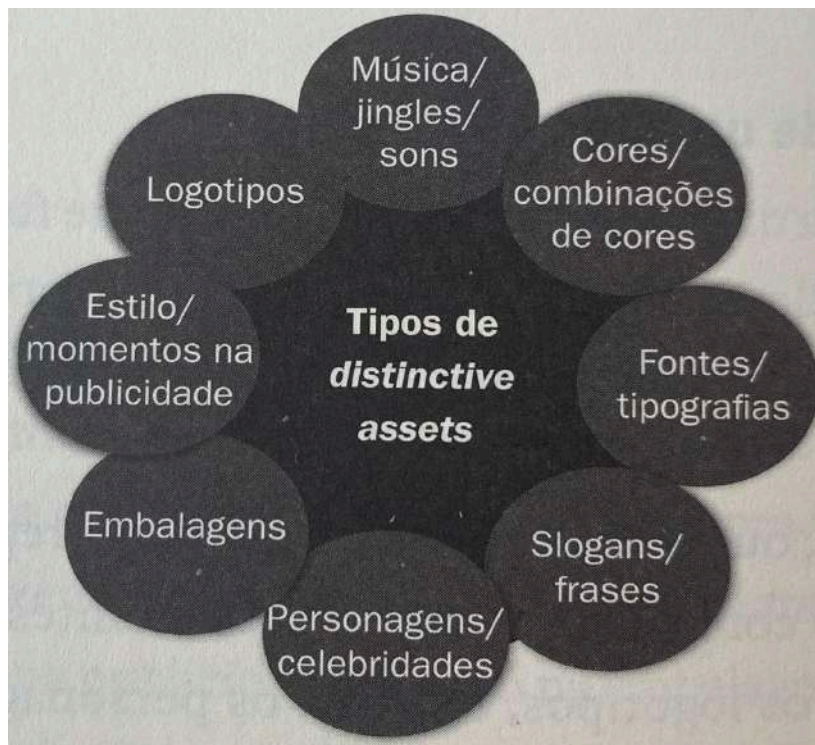 Tipos de
distinctive
assets
Música/
jingles/
sons
Cores/
combinações
de cores
Fontes/
tipografias
Slogans/
frases
Personagens/
celebridades
Embalagens
Estilo/
momentos na
publicidade
Logotipos